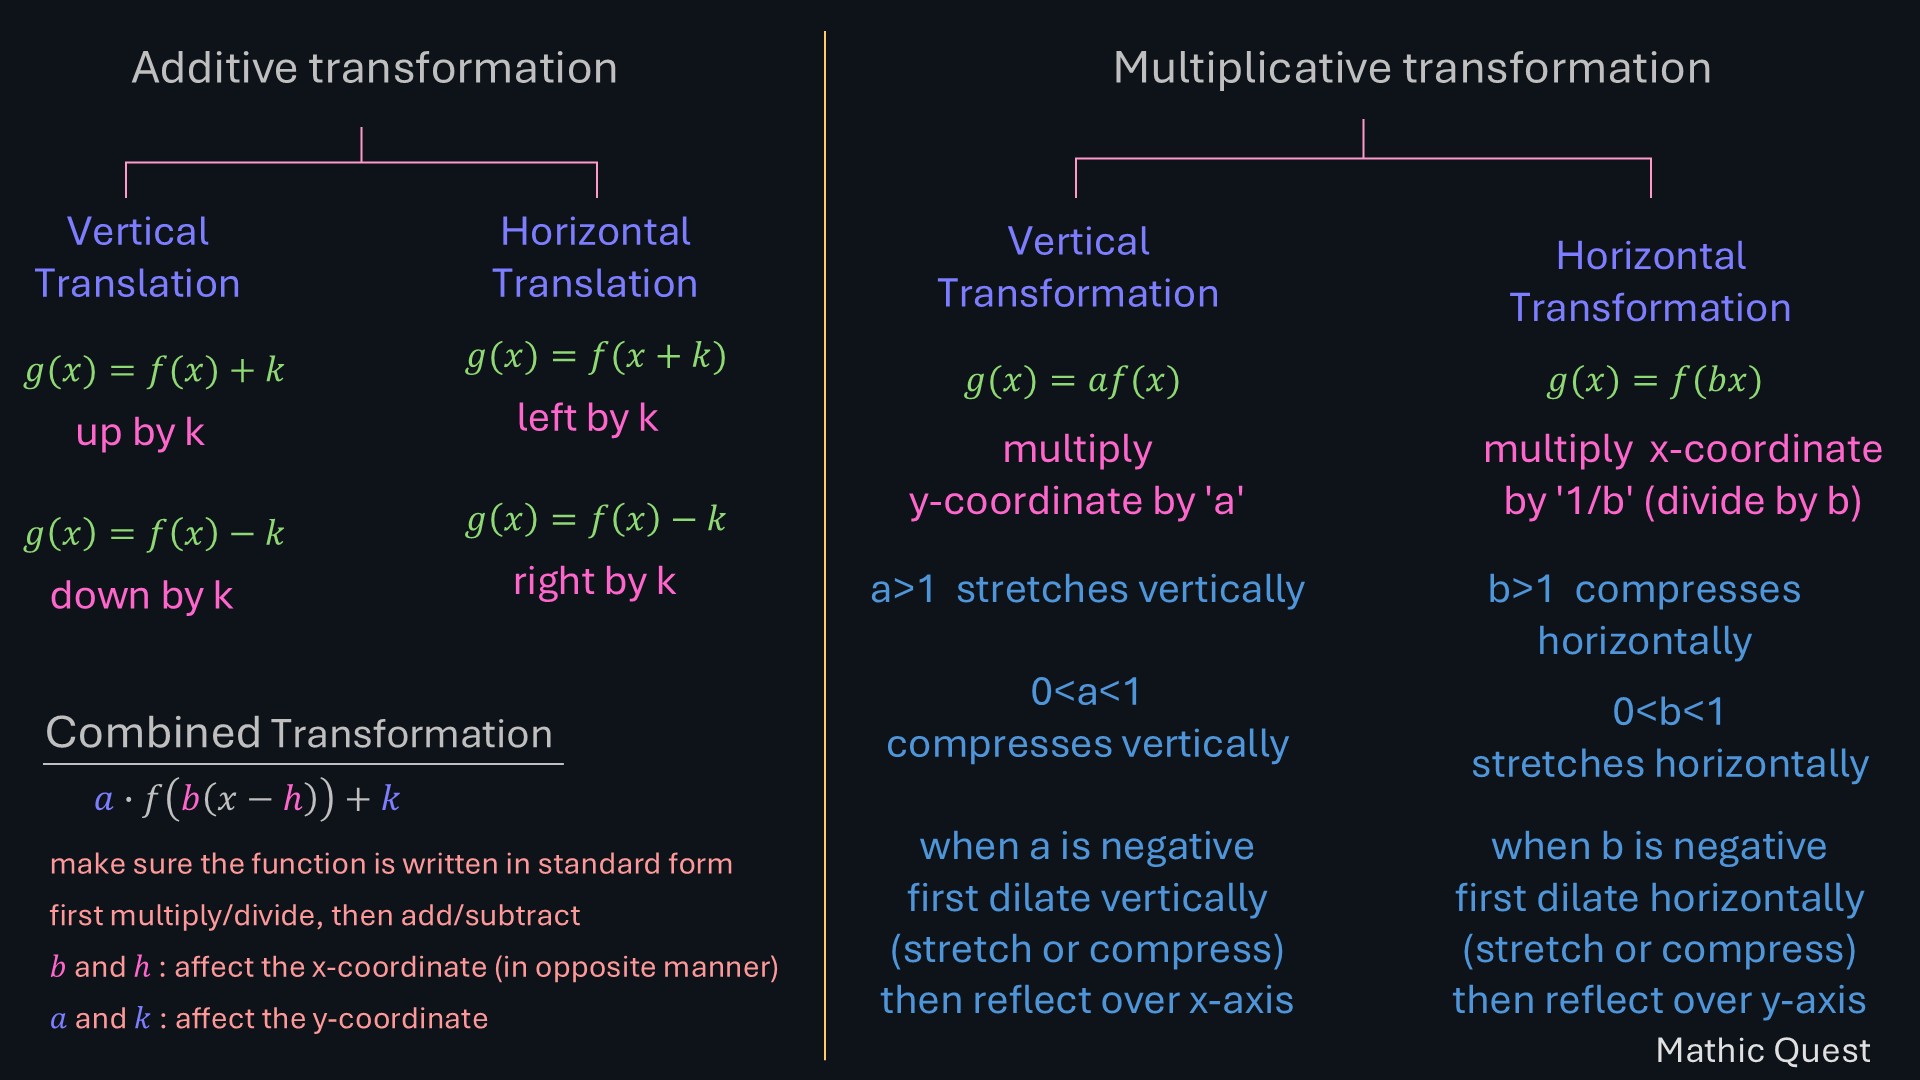 Additive transformation
Vertical
Translation
g(x) = f(x) + k
up by k
g(x) = f(x) − k
down by k
Horizontal
Translation
g(x) = f(x + k)
left by k
g(x) = f(x) − k
right by k
Combined Transformation
a · f(b(x − h)) + k
make sure the function is written in standard form
first multiply/divide, then add/subtract
b and h : affect the x-coordinate (in opposite manner)
a and k : affect the y-coordinate
Multiplicative transformation
Vertical
Transformation
g(x) = af(x)
multiply
y-coordinate by 'a'
a>1 stretches vertically
0<a<1
compresses vertically
when a is negative
first dilate vertically
(stretch or compress)
then reflect over x-axis
Horizontal
Transformation
g(x) = f(bx)
multiply x-coordinate
by '1/b' (divide by b)
b>1 compresses
horizontally
0<b<1
stretches horizontally
when b is negative
first dilate horizontally
(stretch or compress)
then reflect over y-axis
Mathic Quest